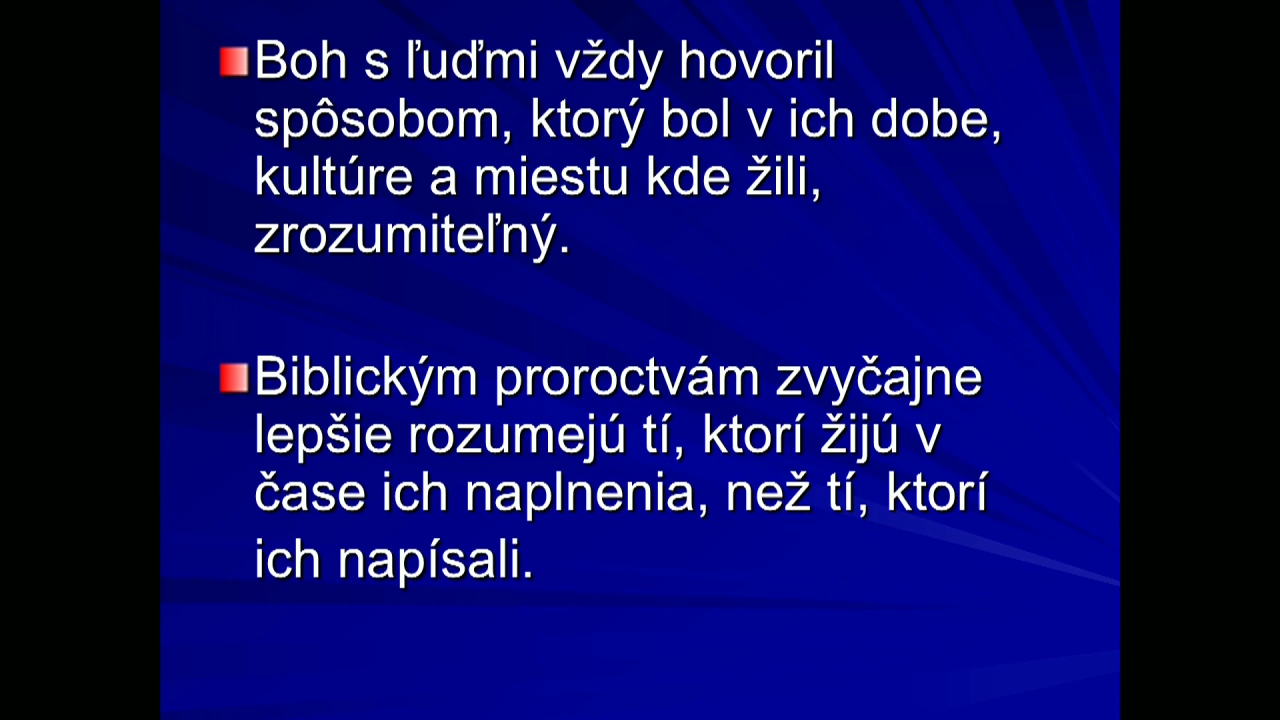 Boh s ľuďmi vždy hovoril
spôsobom, ktorý bol v ich dobe,
kultúre a miestu kde žili,
zrozumiteľný.
Biblickým proroctvám zvyčajne
lepšie rozumejú tí, ktorí žijú v
čase ich naplnenia, než tí, ktorí
ich napísali.